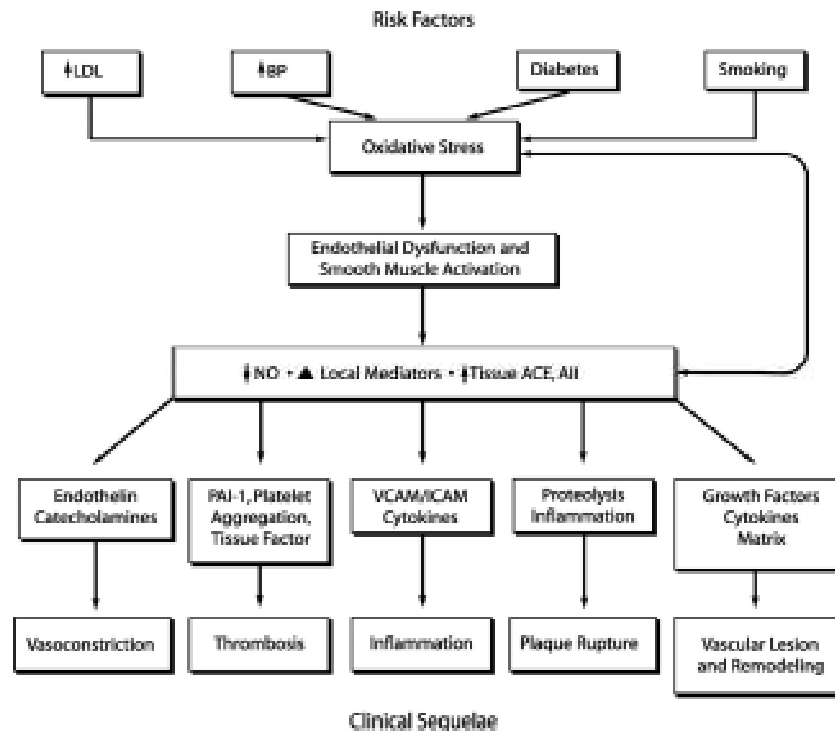 Risk Factors
↑LDL
↑BP
Diabetes
Smoking
Oxidative Stress
Endothelial Dysfunction and
Smooth Muscle Activation
NO • ▲ Local Mediators • Tissue ACE, AII
Endothelin
Catecholamines
PAI-1, Platelet
Aggregation,
Tissue Factor
VCAM/ICAM
Cytokines
Proteolysis
Inflammation
Growth Factors
Cytokines
Matrix
Vasoconstriction
Thrombosis
Inflammation
Plaque Rupture
Vascular Lesion
and Remodeling
Clinical Sequelae